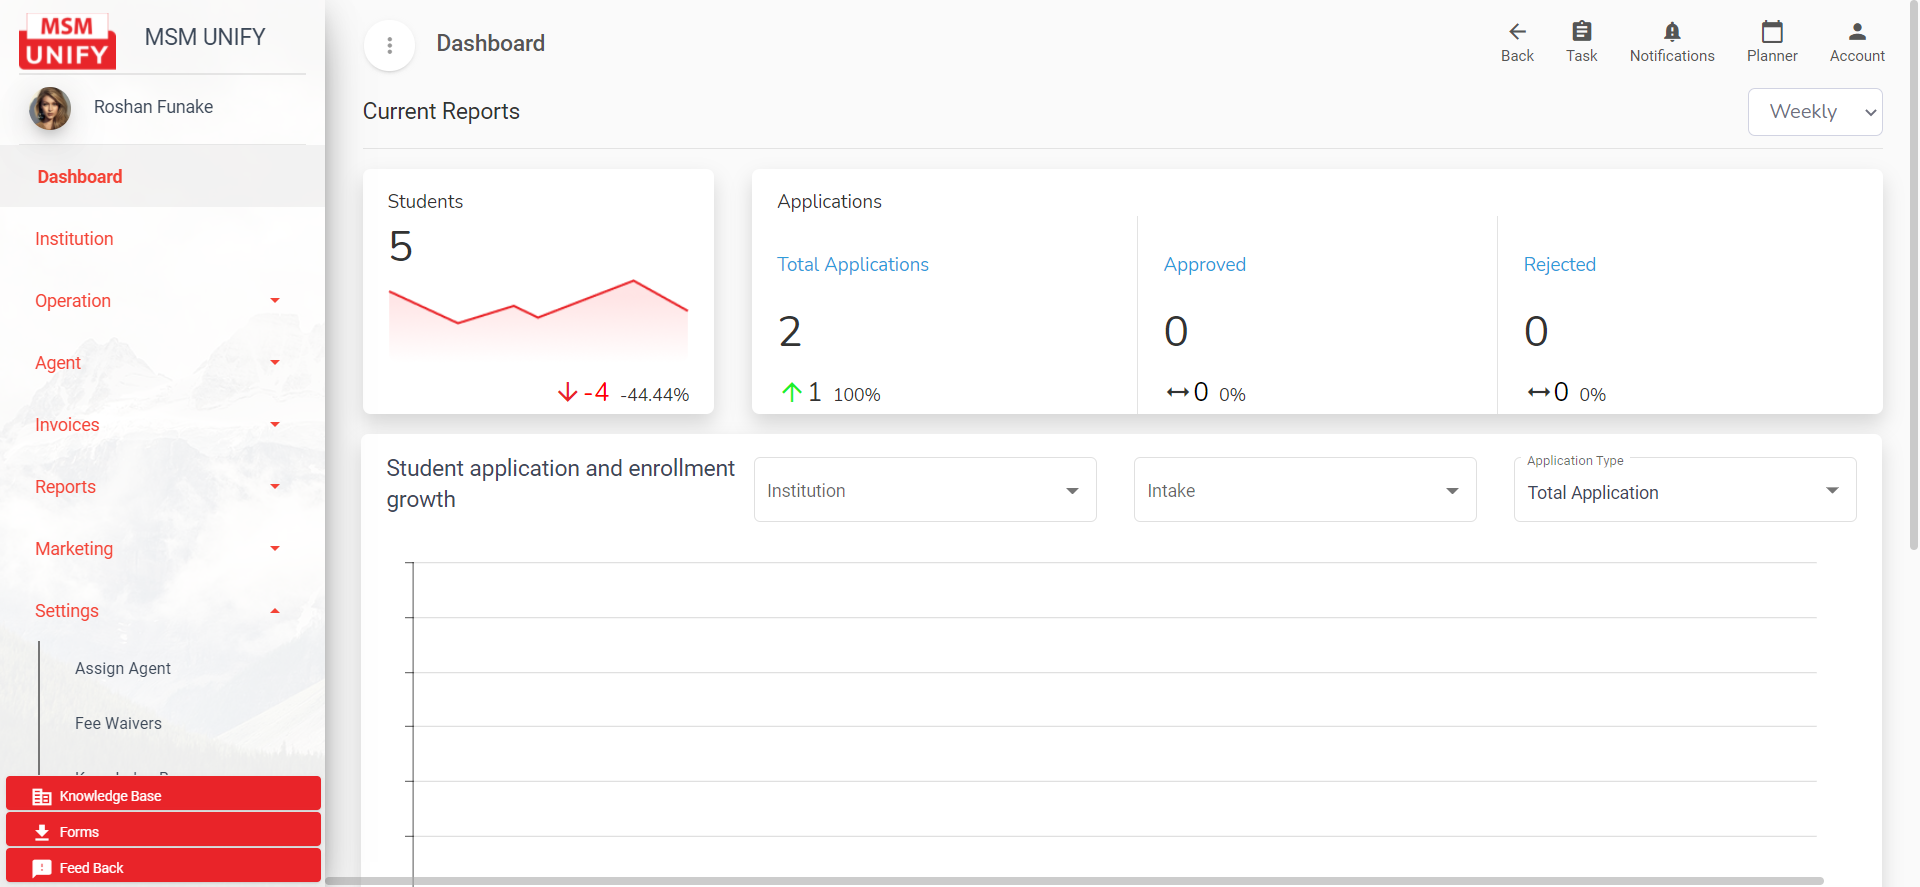 MSM
UNIFY
MSM UNIFY
Roshan Funake
Dashboard
Institution
Operation
Agent
Invoices
Reports
Marketing
Settings
Assign Agent
Fee Waivers
Knowledge Base
Forms
Feed Back
Dashboard
Back
Task
Notifications
Planner
Account
Current Reports
Weekly
Students
5
-4 -44.44%
Applications
Total Applications
2
1 100%
Approved
0
0 0%
Rejected
0
0 0%
Student application and enrollment
growth
Institution
Intake
Application Type
Total Application